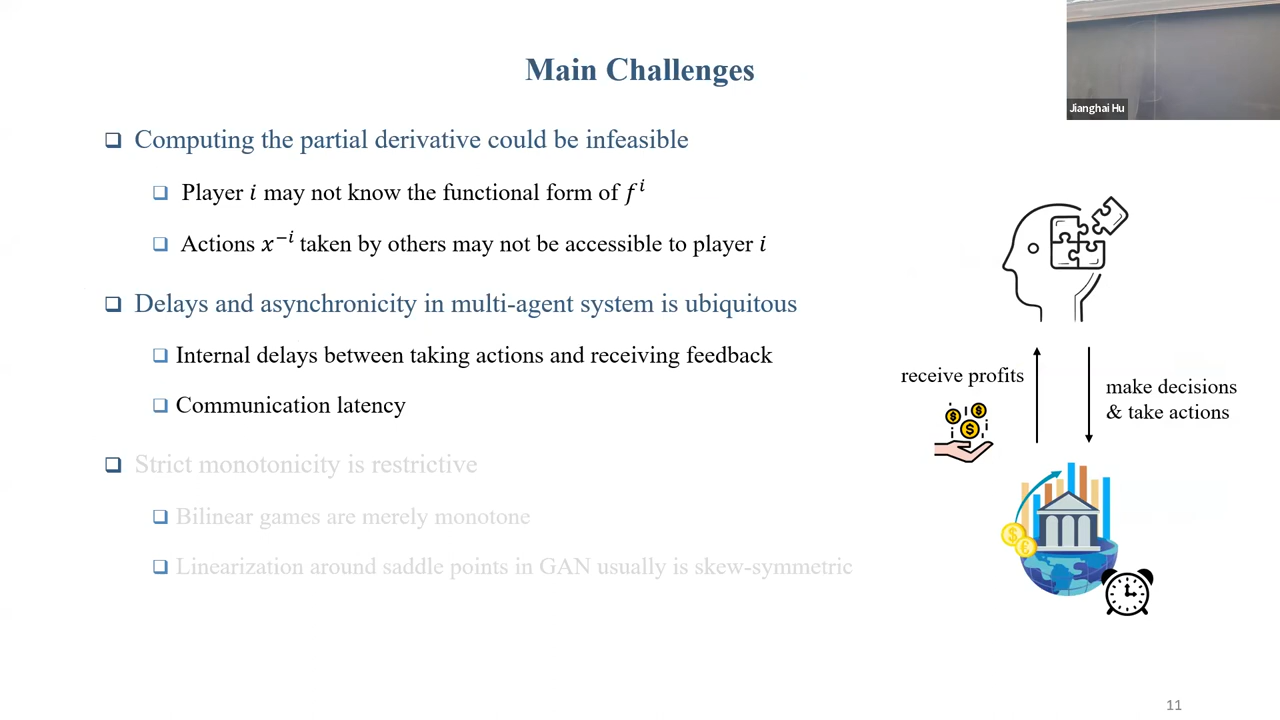 Main Challenges
Jianghai Hu
Computing the partial derivative could be infeasible
Player i may not know the functional form of f^i
Actions x^{-i} taken by others may not be accessible to player i
Delays and asynchronicity in multi-agent system is ubiquitous
Internal delays between taking actions and receiving feedback
Communication latency
Strict monotonicity is restrictive
Bilinear games are merely monotone
Linearization around saddle points in GAN usually is skew-symmetric
receive profits
make decisions
& take actions
11